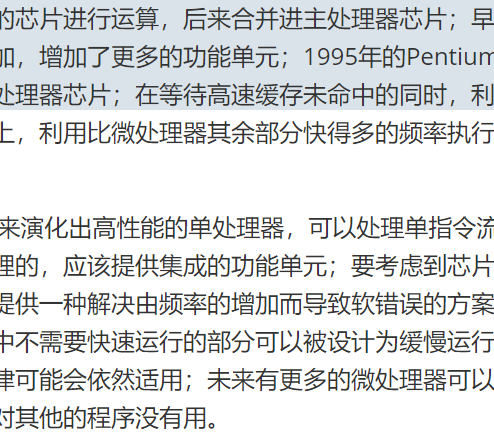 的芯片进行运算，后来合并进主处理器芯片；早
加，增加了更多的功能单元；1995年的Pentium
处理器芯片；在等待高速缓存未命中的同时，利
上，利用比微处理器其余部分快得多的频率执行
来演化出高性能的单处理器，可以处理单指令流
理的，应该提供集成的功能单元；要考虑到芯片
提供一种解决由频率的增加而导致软错误的方案
中不需要快速运行的部分可以被设计为缓慢运行
律可能会依然适用；未来有更多的微处理器可以
对其他的程序没有用。